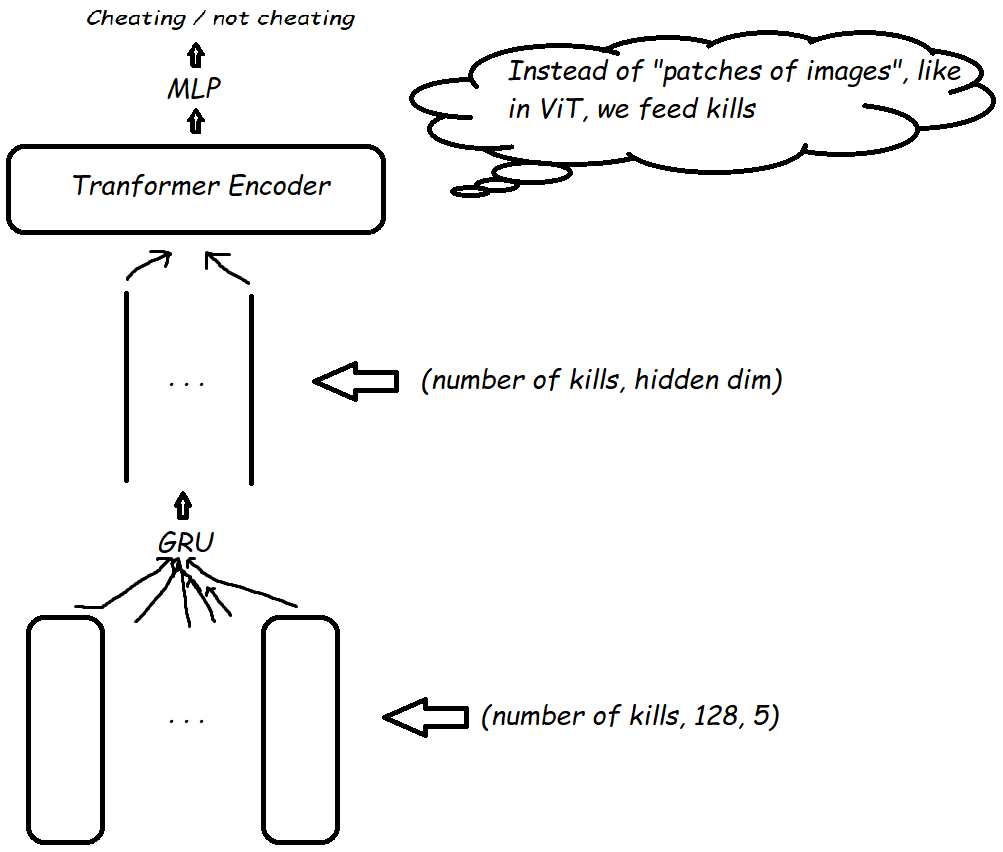 Cheating / not cheating
MLP
Instead of "patches of images", like
in ViT, we feed kills
Tranformer Encoder
. . .
(number of kills, hidden dim)
GRU
. . .
(number of kills, 128, 5)